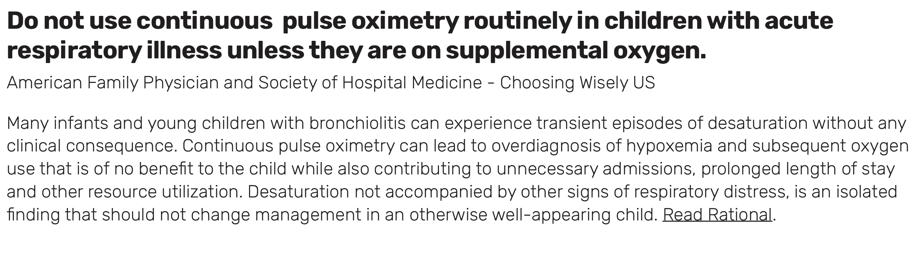 Do not use continuous  pulse oximetry routinely in children with acute
respiratory illness unless they are on supplemental oxygen.
American Family Physician and Society of Hospital Medicine - Choosing Wisely US
Many infants and young children with bronchiolitis can experience transient episodes of desaturation without any
clinical consequence. Continuous pulse oximetry can lead to overdiagnosis of hypoxemia and subsequent oxygen
use that is of no benefit to the child while also contributing to unnecessary admissions, prolonged length of stay
and other resource utilization. Desaturation not accompanied by other signs of respiratory distress, is an isolated
finding that should not change management in an otherwise well-appearing child. Read Rational.